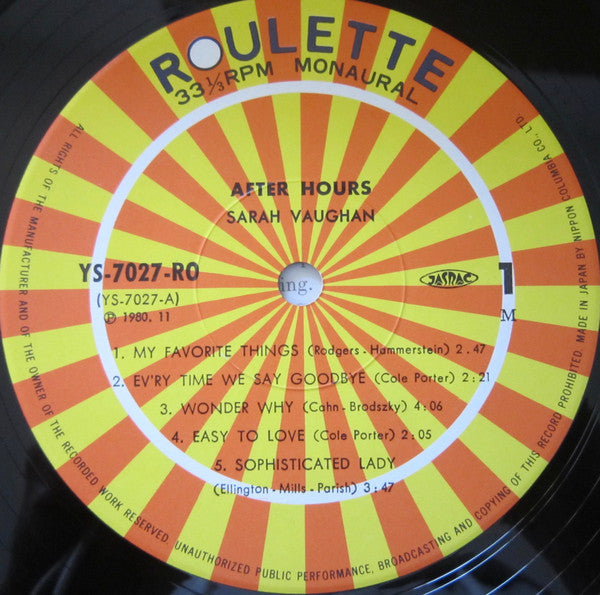 ROULETTE
33 1/3 RPM MONAURAL
AFTER HOURS
SARAH VAUGHAN
YS-7027-RO
(YS-7027-A)
Ⓟ 1980. 11
JASRAC
1
M
ing.
1. MY FAVORITE THINGS (Rodgers - Hammerstein) 2 : 47
2. EV'RY TIME WE SAY GOODBYE (Cole Porter) 2 : 21
3. WONDER WHY (Cahn - Brodszky) 4 : 06
4. EASY TO LOVE (Cole Porter) 2 : 05
5. SOPHISTICATED LADY
(Ellington - Mills - Parish) 3 : 47
ALL RIGHTS OF THE MANUFACTURER AND OF THE OWNER OF THE RECORDED WORK RESERVED. UNAUTHORIZED PUBLIC PERFORMANCE, BROADCASTING AND COPYING OF THIS RECORD PROHIBITED. MADE IN JAPAN BY NIPPON COLUMBIA CO., LTD.